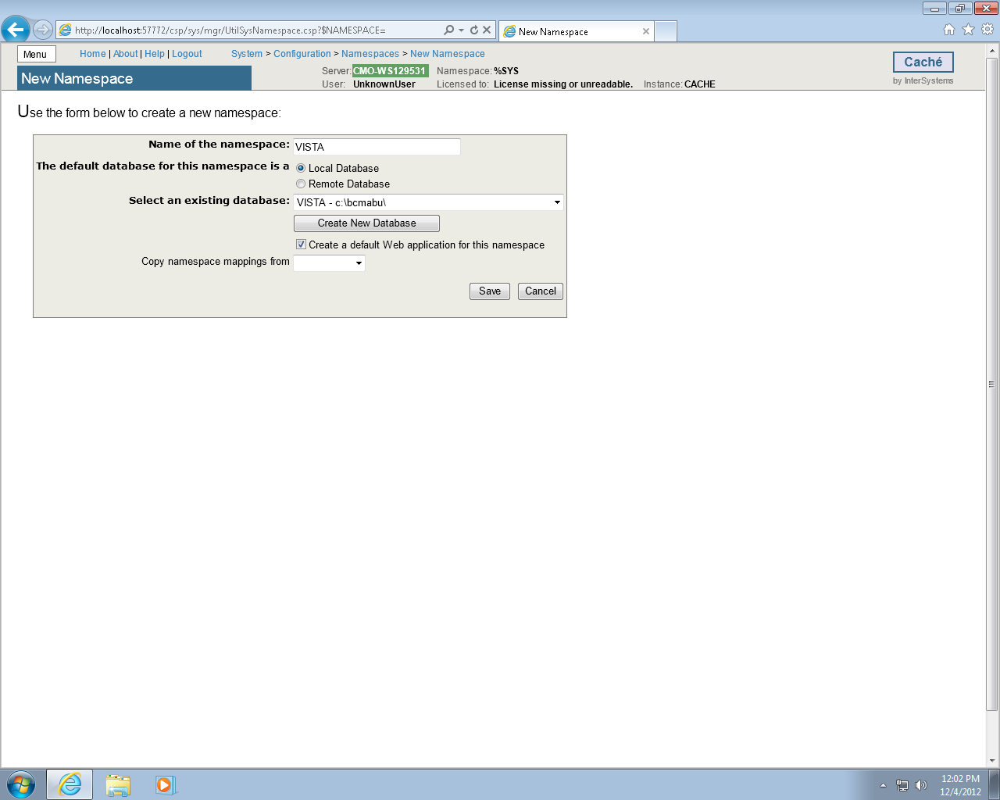 http://localhost:57772/csp/sys/mgr/UtilSysNamespace.csp?$NAMESPACE=
New Namespace
Menu
Home | About | Help | Logout
System > Configuration > Namespaces > New Namespace
New Namespace
Server: CMO-WS129531 Namespace: %SYS
User: UnknownUser Licensed to: License missing or unreadable. Instance: CACHE
Caché
by InterSystems
Use the form below to create a new namespace:
Name of the namespace: VISTA
The default database for this namespace is a Local Database
Remote Database
Select an existing database: VISTA - c:\bcmabu\
Create New Database
Create a default Web application for this namespace
Copy namespace mappings from
Save Cancel
12:02 PM
12/4/2012